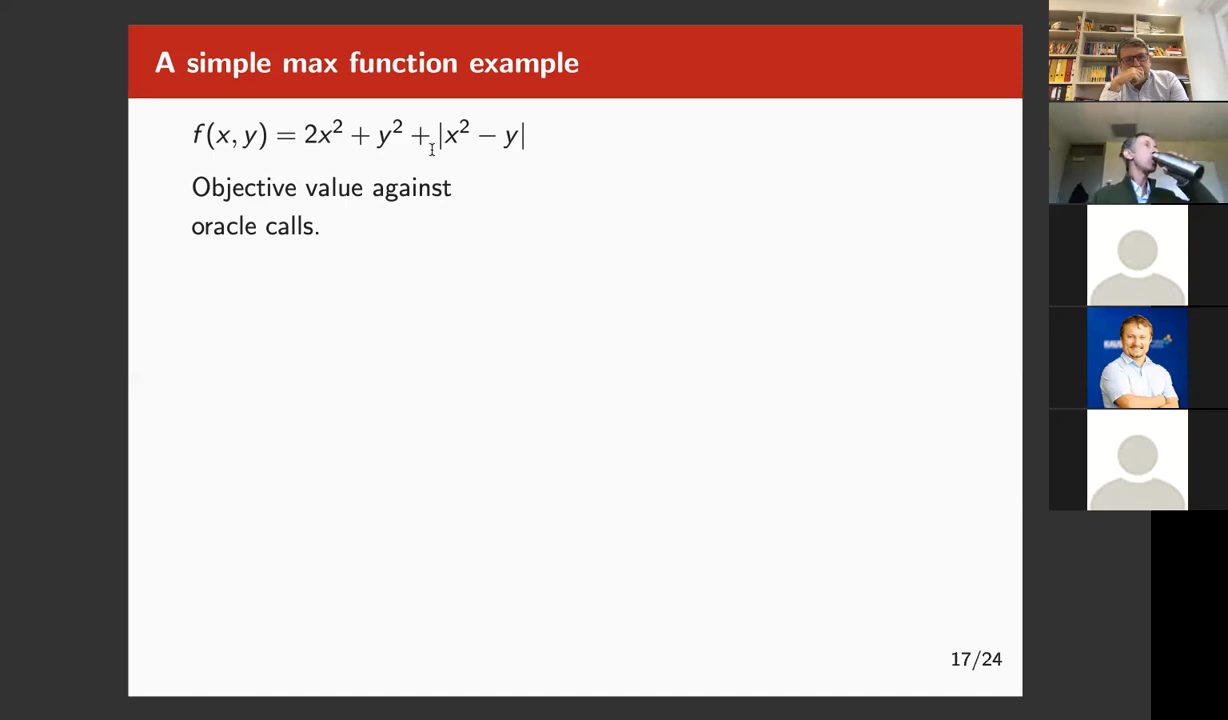 A simple max function example
f(x, y) = 2x² + y² + |x² − y|
Objective value against
oracle calls.
17/24